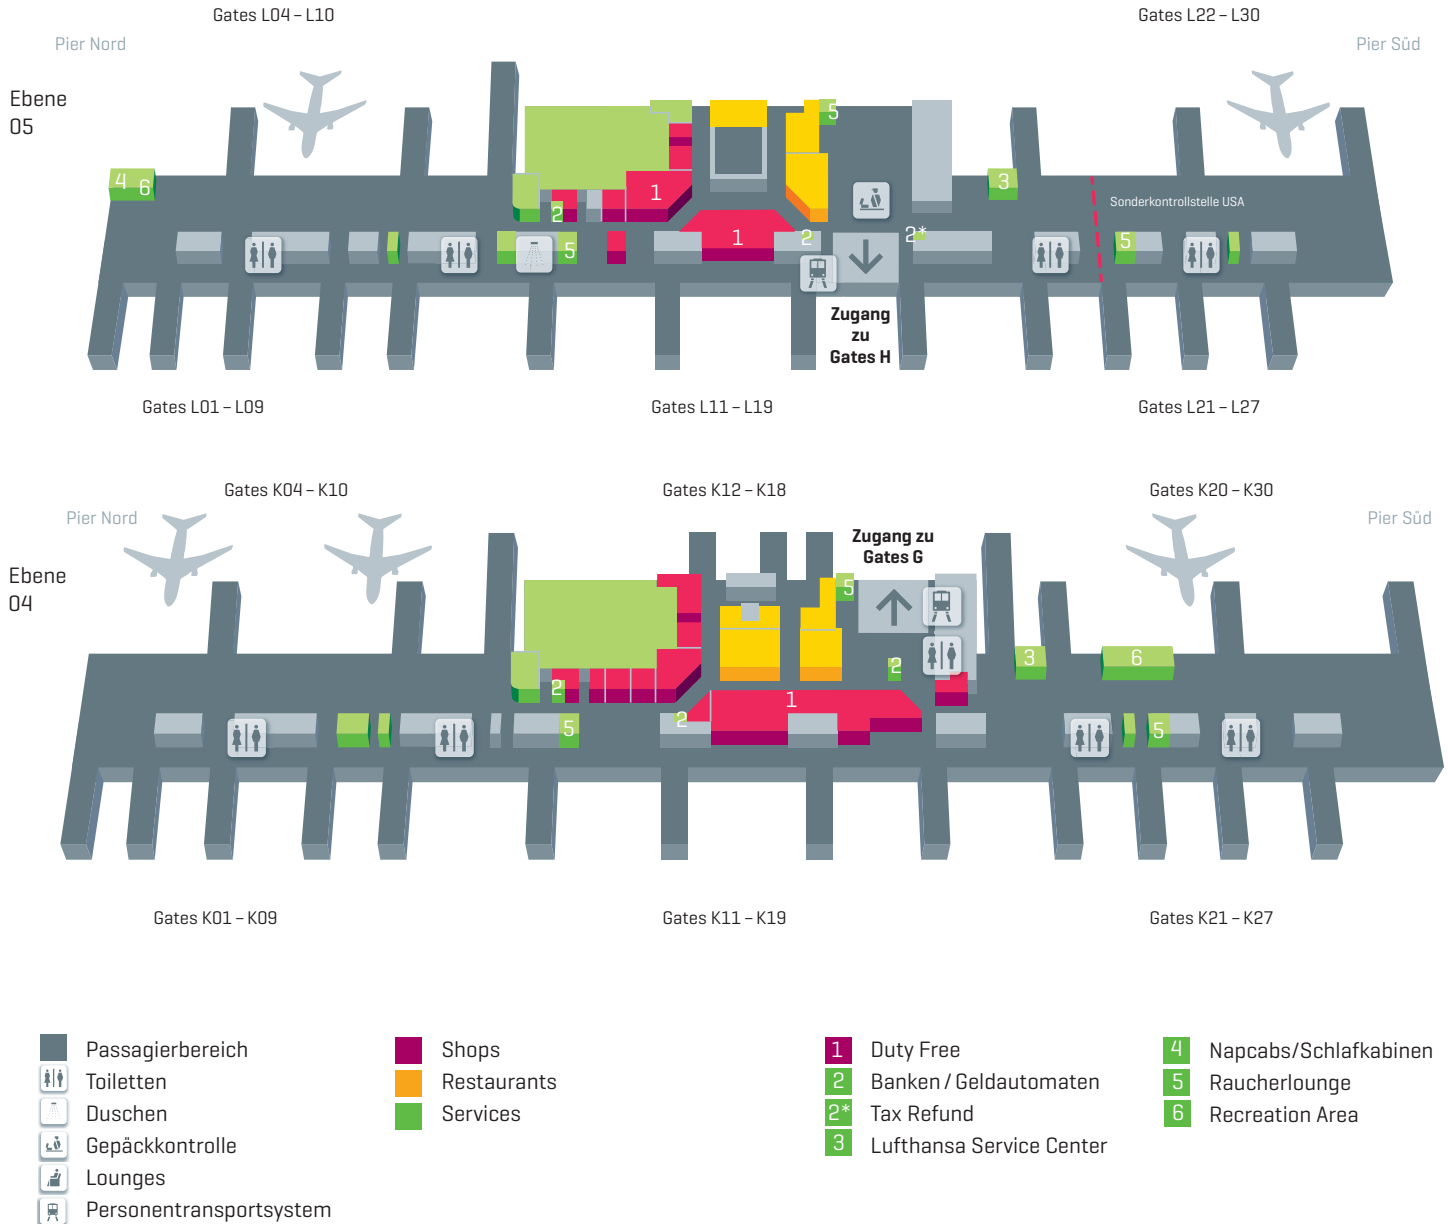 Gates L04 – L10
Gates L22 – L30
Pier Nord
Pier Süd
Ebene
05
5
4
6
3
1
2
Sonderkontrollstelle USA
1
2
2*
5
5
Zugang
zu
Gates H
Gates L01 – L09
Gates L11 – L19
Gates L21 – L27
Gates K04 – K10
Gates K12 – K18
Gates K20 – K30
Pier Nord
Pier Süd
Zugang zu
Gates G
Ebene
04
5
3
6
2
2
1
2
5
5
Gates K01 – K09
Gates K11 – K19
Gates K21 – K27
Passagierbereich
Toiletten
Duschen
Gepäckkontrolle
Lounges
Personentransportsystem
Shops
Restaurants
Services
1 Duty Free
2 Banken / Geldautomaten
2* Tax Refund
3 Lufthansa Service Center
4 Napcabs/Schlafkabinen
5 Raucherlounge
6 Recreation Area